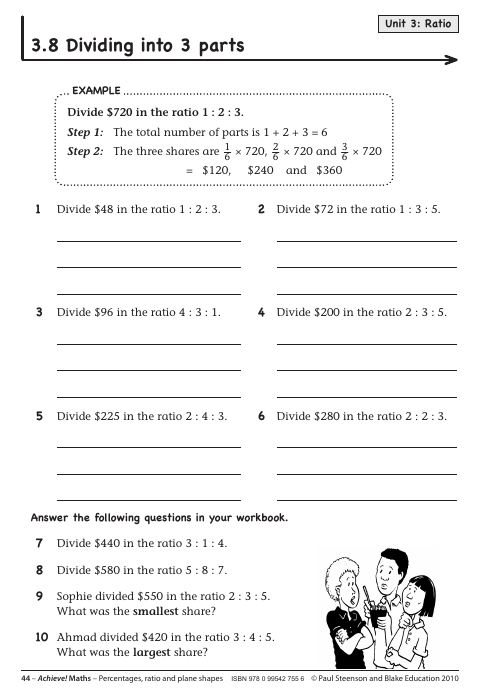 Unit 3: Ratio
3.8 Dividing into 3 parts
EXAMPLE
Divide $720 in the ratio 1 : 2 : 3.
Step 1: The total number of parts is 1 + 2 + 3 = 6
Step 2: The three shares are 1/6 × 720, 2/6 × 720 and 3/6 × 720
= $120, $240 and $360
1 Divide $48 in the ratio 1 : 2 : 3.
2 Divide $72 in the ratio 1 : 3 : 5.
3 Divide $96 in the ratio 4 : 3 : 1.
4 Divide $200 in the ratio 2 : 3 : 5.
5 Divide $225 in the ratio 2 : 4 : 3.
6 Divide $280 in the ratio 2 : 2 : 3.
Answer the following questions in your workbook.
7 Divide $440 in the ratio 3 : 1 : 4.
8 Divide $580 in the ratio 5 : 8 : 7.
9 Sophie divided $550 in the ratio 2 : 3 : 5.
What was the smallest share?
10 Ahmad divided $420 in the ratio 3 : 4 : 5.
What was the largest share?
44 – Achieve! Maths – Percentages, ratio and plane shapes ISBN 978 0 99542 755 6 © Paul Steenson and Blake Education 2010